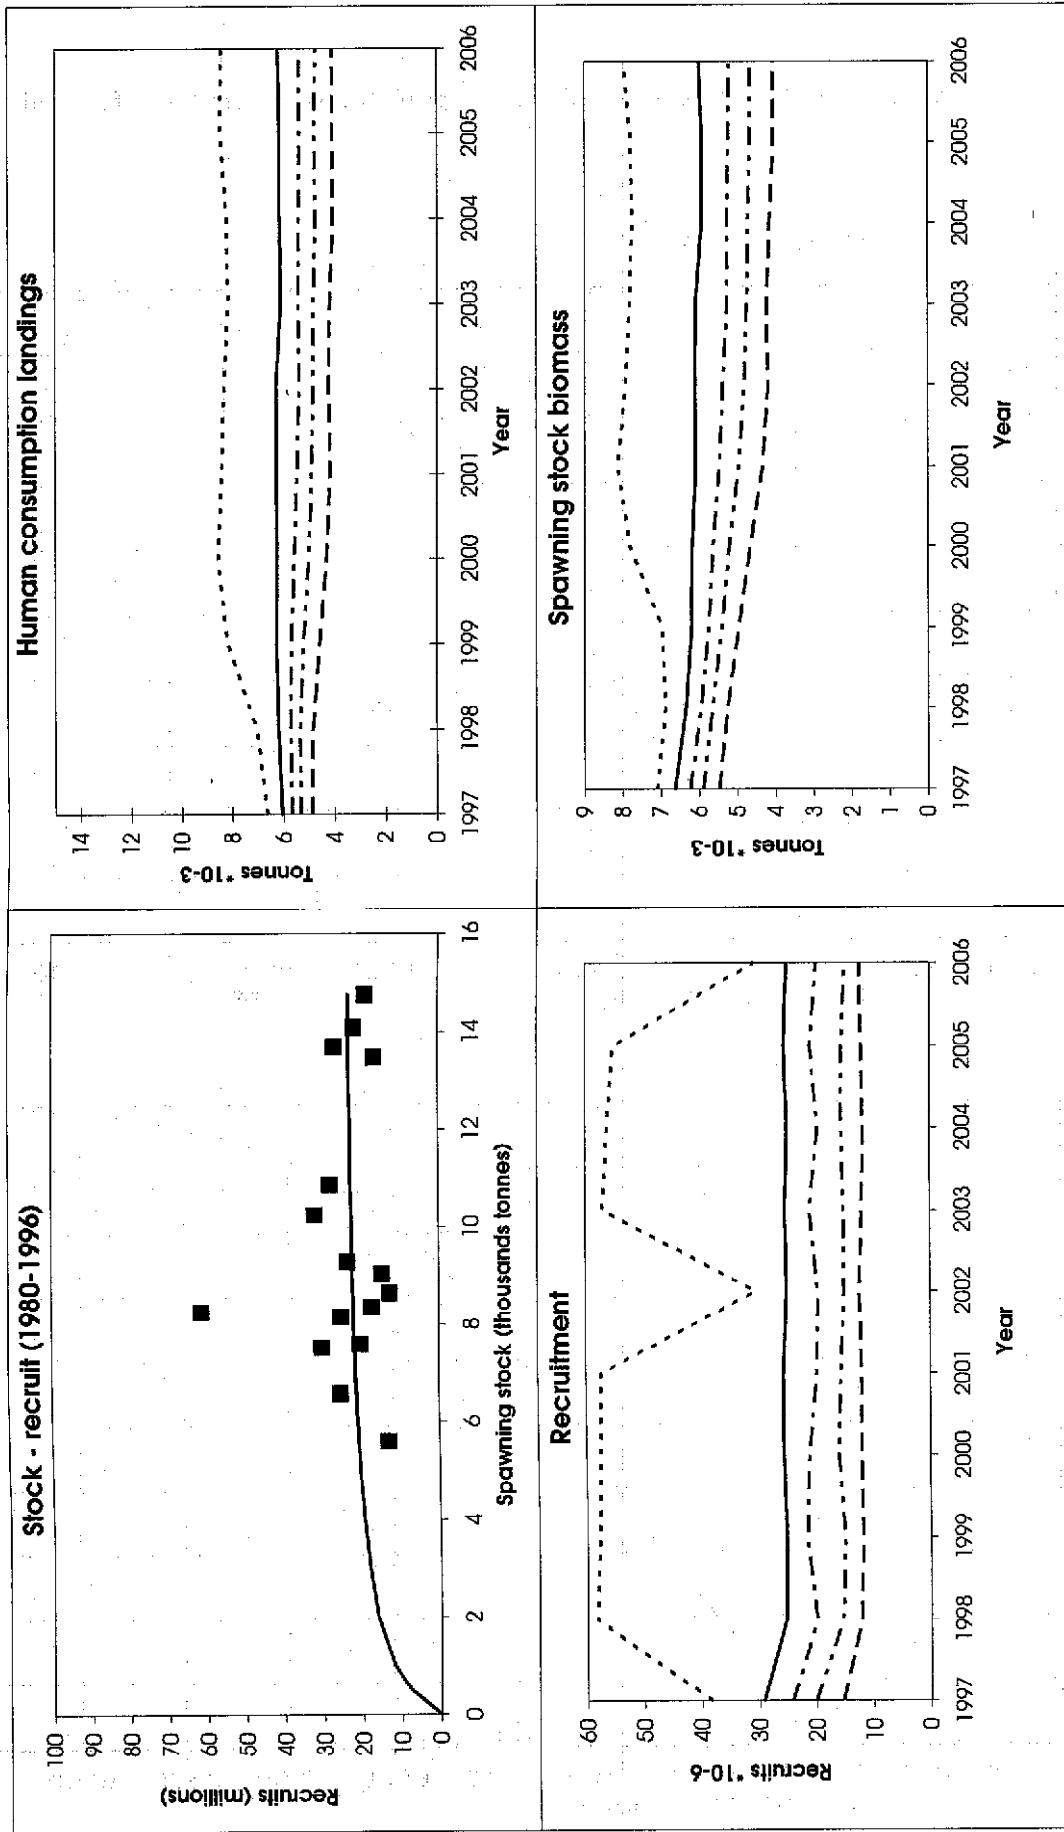 Stock - recruit (1980-1996)
Recruits (millions)
100
90
80
70
60
50
40
30
20
10
0
0 2 4 6 8 10 12 14 16
Spawning stock (thousands tonnes)
Human consumption landings
Tonnes *10-3
14
12
10
8
6
4
2
0
1997 1998 1999 2000 2001 2002 2003 2004 2005 2006
Year
Recruitment
Recruits *10-6
60
50
40
30
20
10
0
1997 1998 1999 2000 2001 2002 2003 2004 2005 2006
Year
Spawning stock biomass
Tonnes *10-3
9
8
7
6
5
4
3
2
1
0
1997 1998 1999 2000 2001 2002 2003 2004 2005 2006
Year